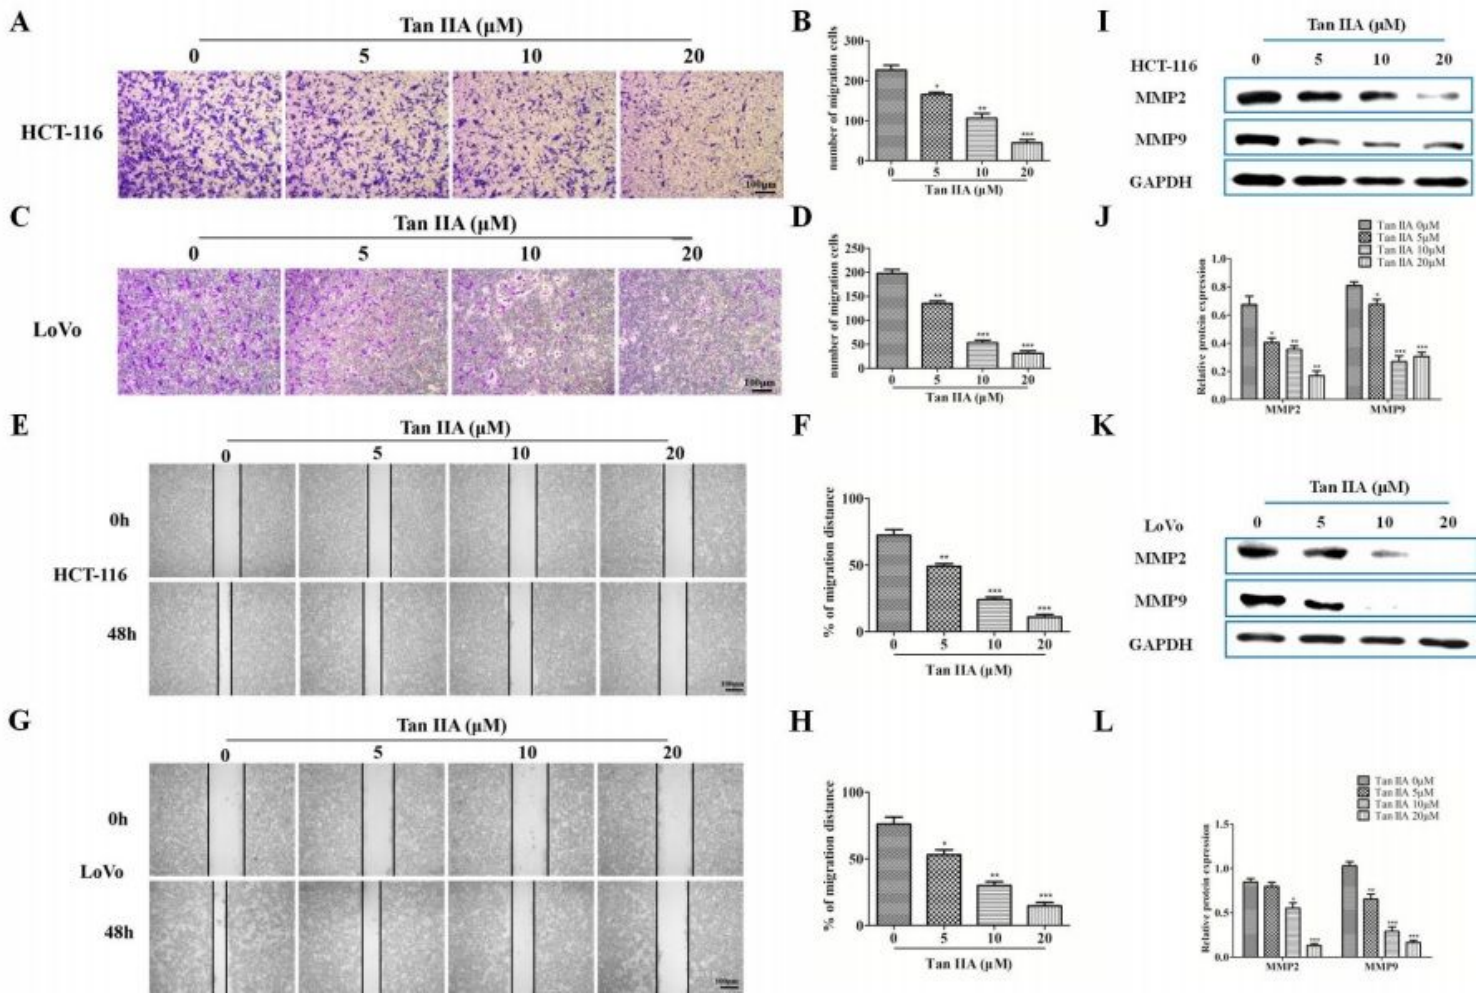 A
Tan IIA (μM)
0 5 10 20
HCT-116
100μm
B
number of migration cells
300
200
100
0
* ** ***
0 5 10 20
Tan IIA (μM)
C
Tan IIA (μM)
0 5 10 20
LoVo
100μm
D
number of migration cells
250
200
150
100
50
0
** *** ***
0 5 10 20
Tan IIA (μM)
E
Tan IIA (μM)
0 5 10 20
0h
HCT-116
48h
100μm
F
% of migration distance
100
50
0
** *** ***
0 5 10 20
Tan IIA (μM)
G
Tan IIA (μM)
0 5 10 20
0h
LoVo
48h
100μm
H
% of migration distance
100
50
0
* ** ***
0 5 10 20
Tan IIA (μM)
I
Tan IIA (μM)
HCT-116 0 5 10 20
MMP2
MMP9
GAPDH
J
Tan IIA 0μM
Tan IIA 5μM
Tan IIA 10μM
Tan IIA 20μM
Relative protein expression
1.0
0.8
0.6
0.4
0.2
0.0
* ** ** * *** ***
MMP2 MMP9
K
Tan IIA (μM)
LoVo 0 5 10 20
MMP2
MMP9
GAPDH
L
Tan IIA 0μM
Tan IIA 5μM
Tan IIA 10μM
Tan IIA 20μM
Relative protein expression
1.5
1.0
0.5
0.0
* *** ** *** ***
MMP2 MMP9